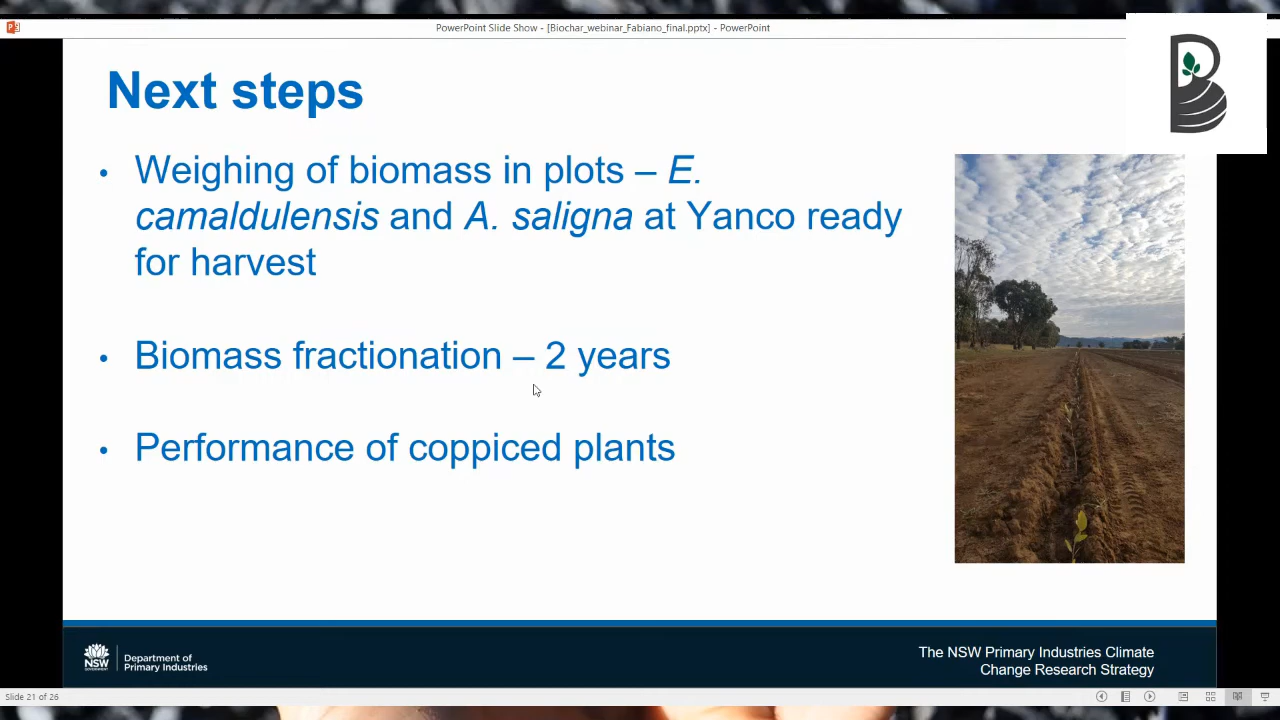 PowerPoint Slide Show - [Biochar_webinar_Fabiano_final.pptx] - PowerPoint
Next steps
• Weighing of biomass in plots – E.
camaldulensis and A. saligna at Yanco ready
for harvest
• Biomass fractionation – 2 years
• Performance of coppiced plants
NSW
GOVERNMENT
Department of
Primary Industries
The NSW Primary Industries Climate
Change Research Strategy
Slide 21 of 26